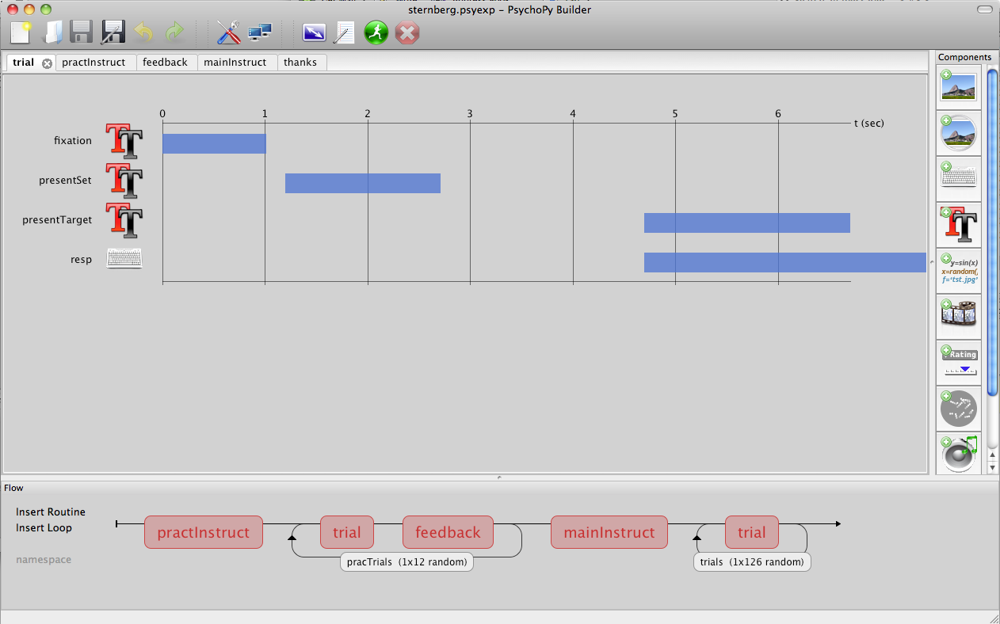 sternberg.psyexp – PsychoPy Builder
trial
practInstruct
feedback
mainInstruct
thanks
Components
0
1
2
3
4
5
6
t (sec)
fixation
presentSet
presentTarget
resp
y=sin(x)
x=random(,
f='tst.jpg'
Rating
Flow
Insert Routine
Insert Loop
namespace
practInstruct
trial
feedback
mainInstruct
trial
pracTrials (1x12 random)
trials (1x126 random)